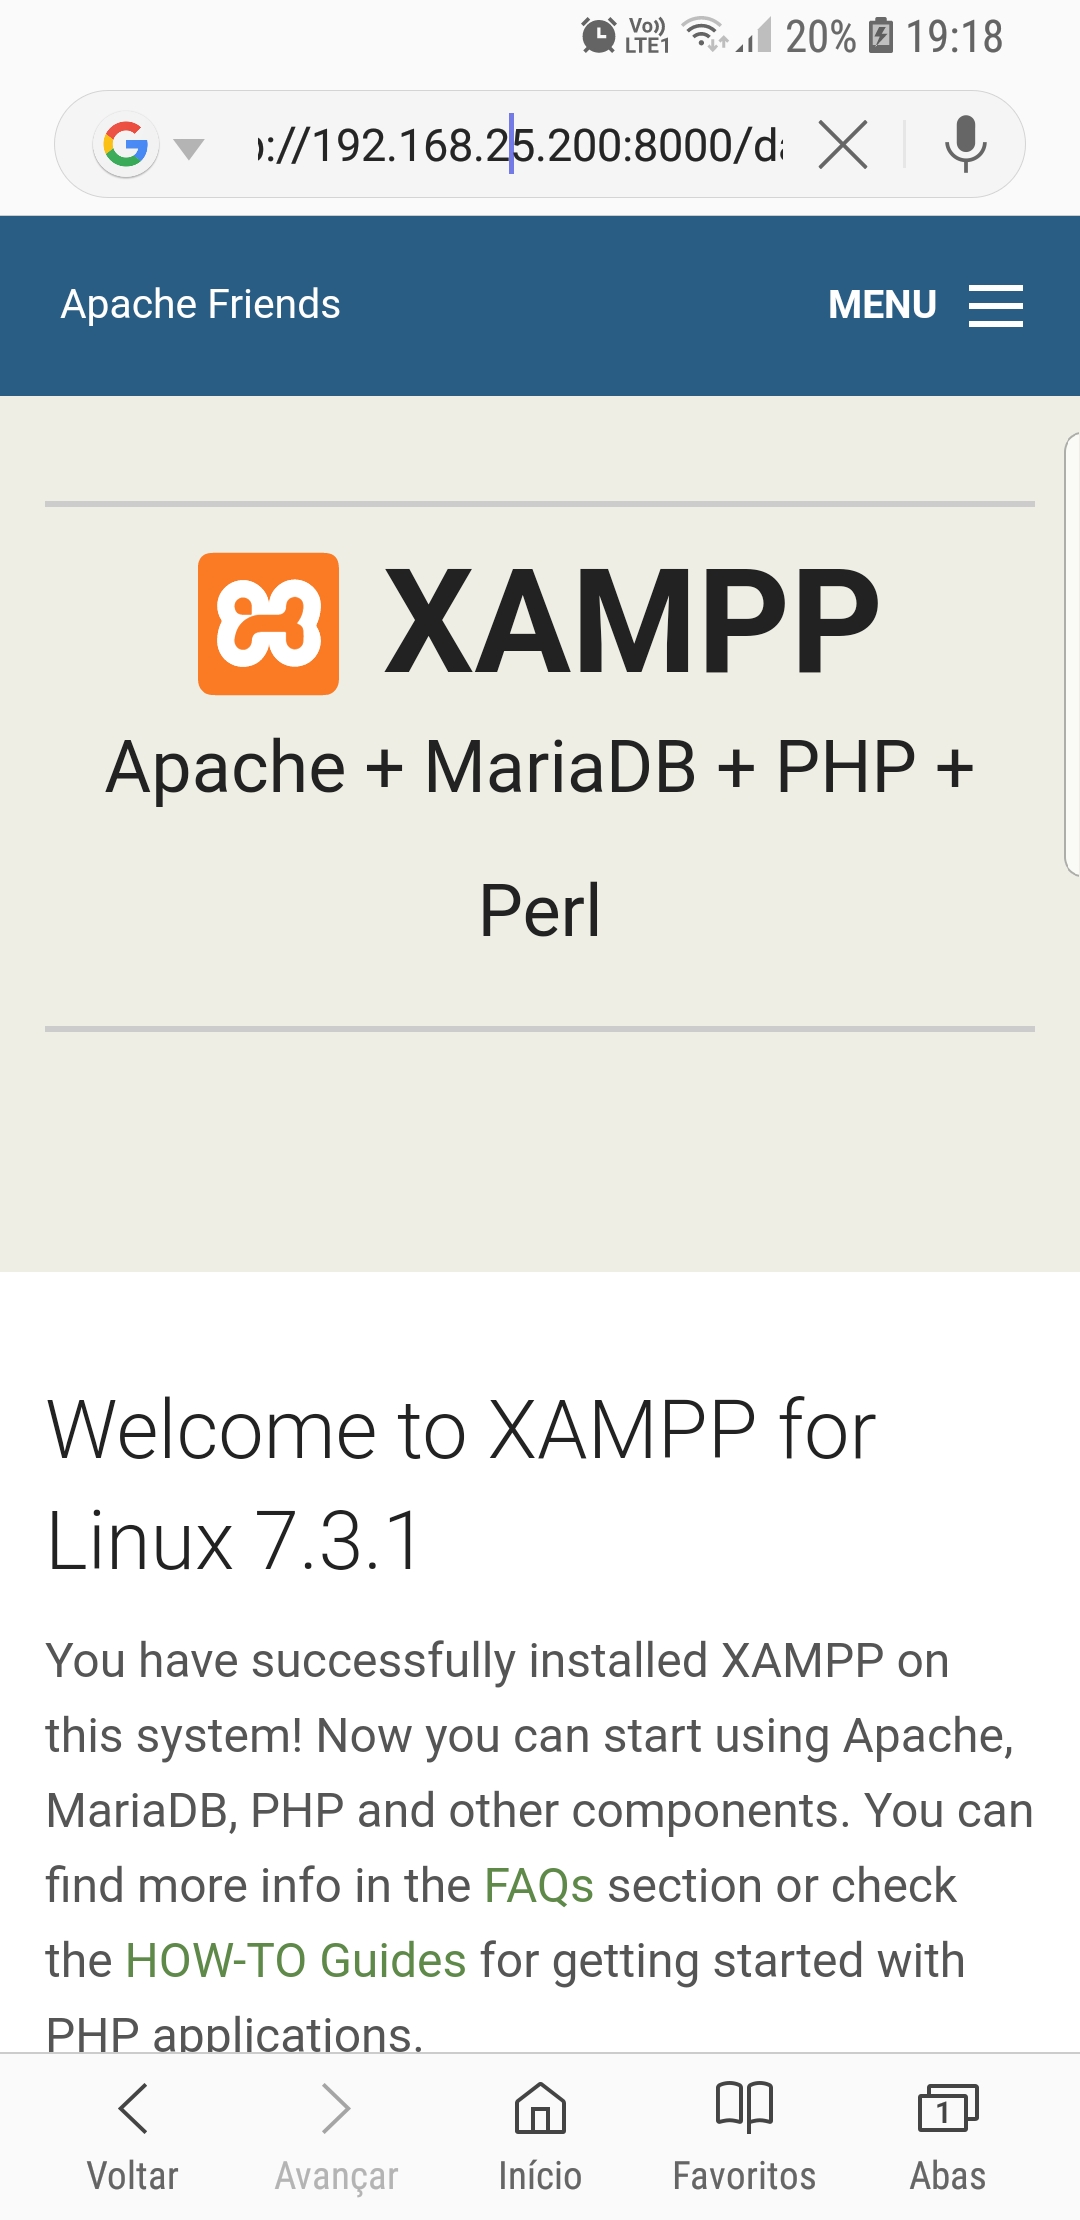 Vo)) LTE1 20% 19:18
://192.168.25.200:8000/d
Apache Friends MENU
XAMPP
Apache + MariaDB + PHP +
Perl
Welcome to XAMPP for
Linux 7.3.1
You have successfully installed XAMPP on
this system! Now you can start using Apache,
MariaDB, PHP and other components. You can
find more info in the FAQs section or check
the HOW-TO Guides for getting started with
PHP applications.
1
Voltar Avançar Início Favoritos Abas